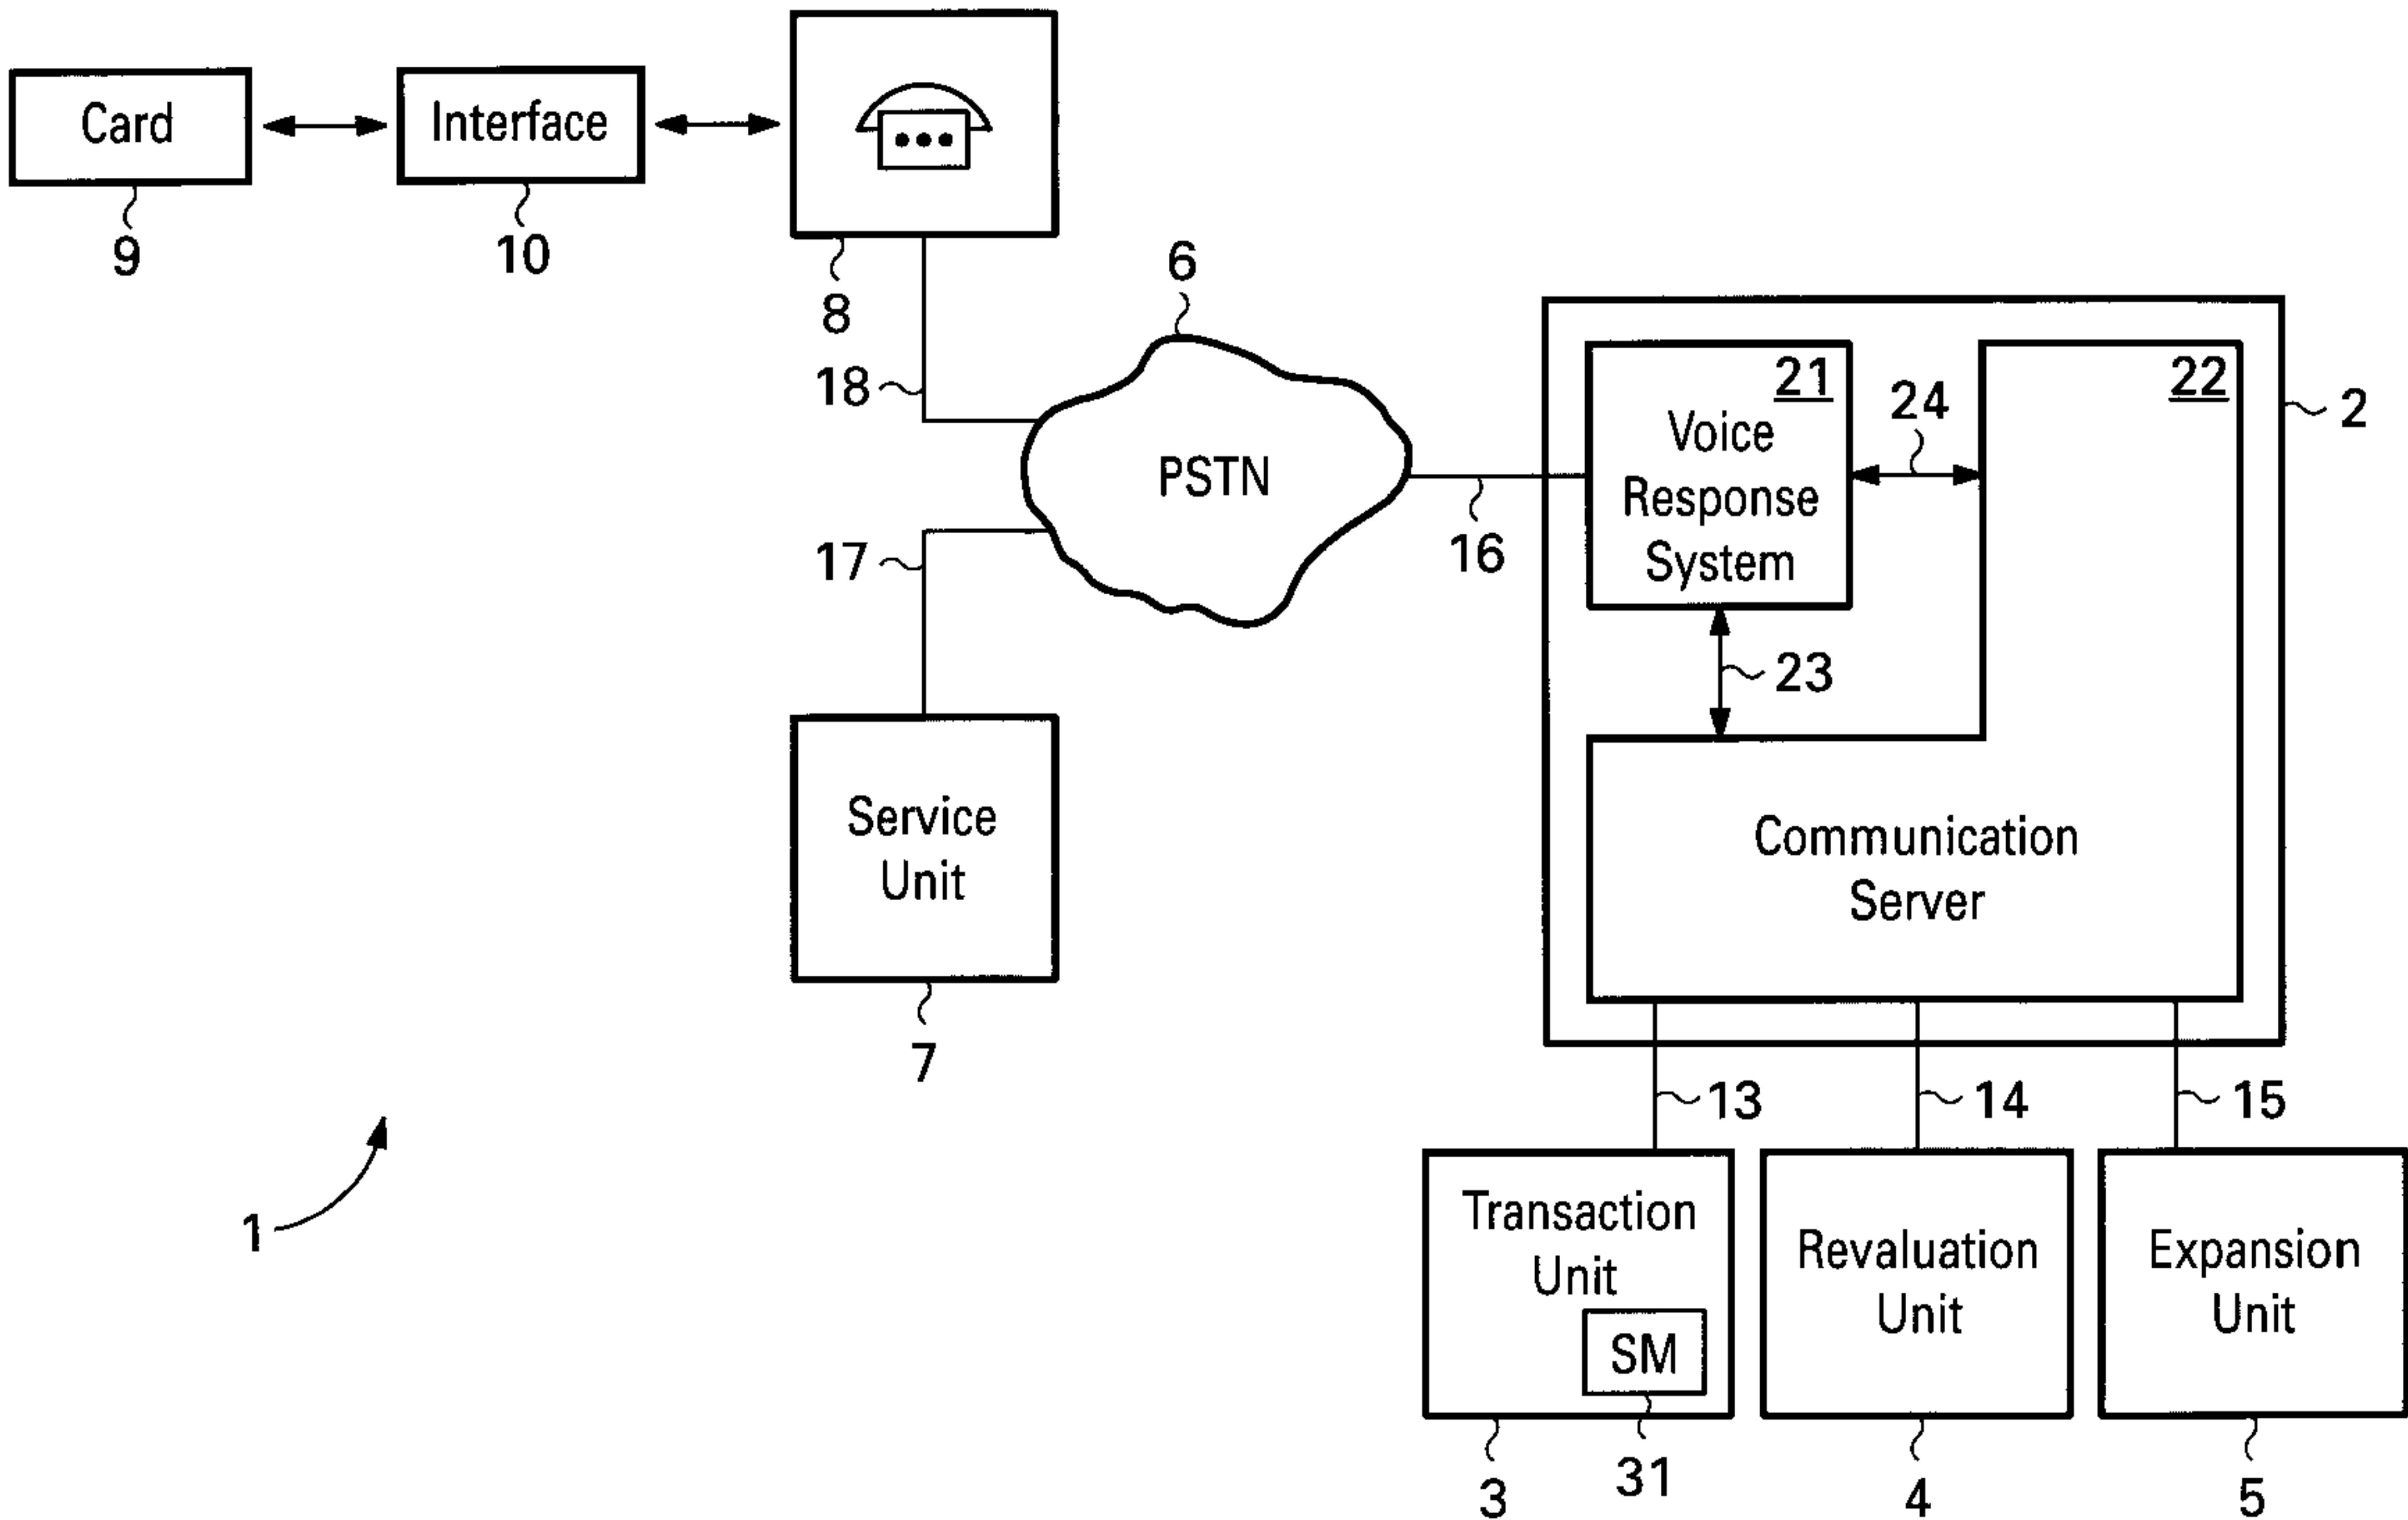 Card
Interface
9
10
8
6
18
PSTN
17
16
21
Voice
Response
System
24
22
2
23
Service
Unit
7
Communication
Server
13
14
15
1
Transaction
Unit
SM
Revaluation
Unit
Expansion
Unit
3
31
4
5